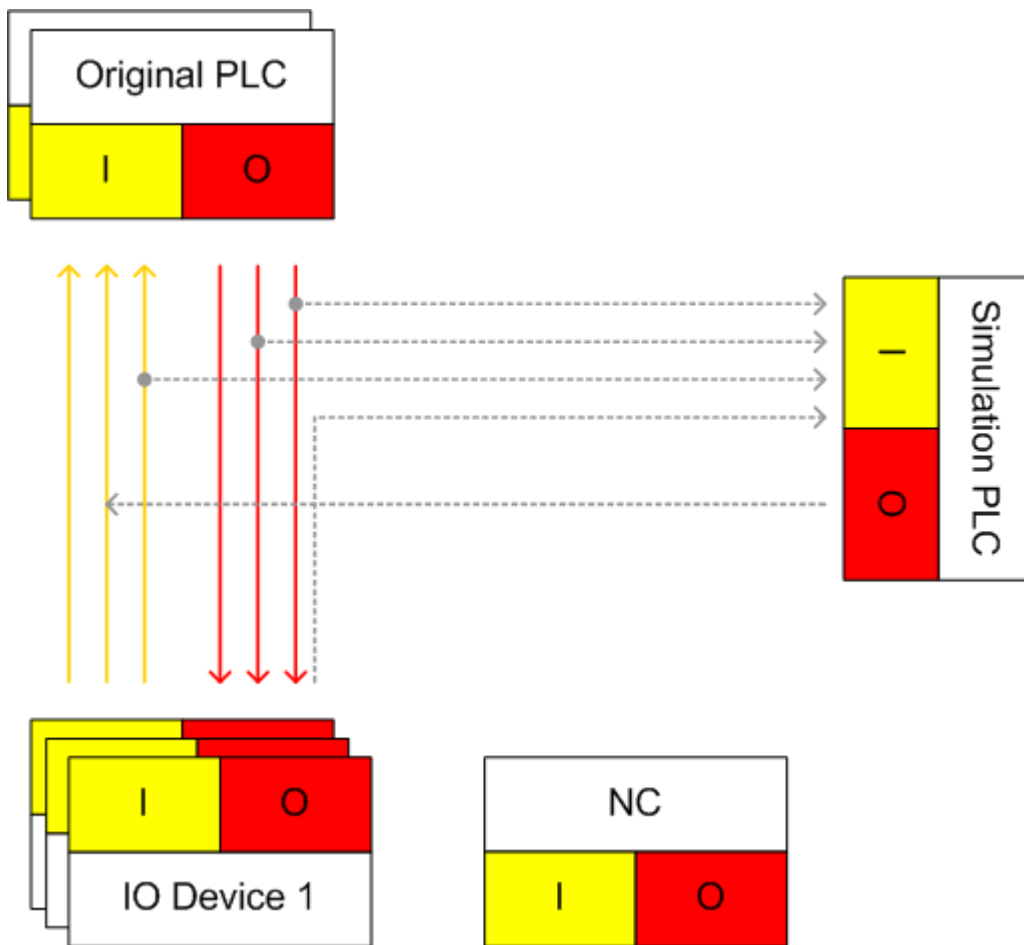 Original PLC
I O
I
O
Simulation PLC
I O
NC
IO Device 1
I O